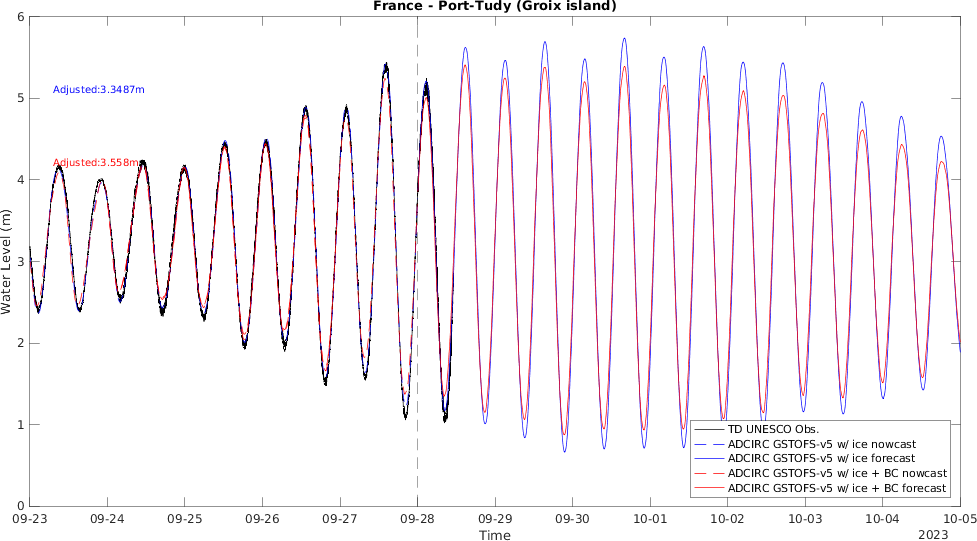 France - Port-Tudy (Groix island)
6
5
4
3
2
1
0
Water Level (m)
Adjusted:3.3487m
Adjusted:3.558m
TD UNESCO Obs.
ADCIRC GSTOFS-v5 w/ ice nowcast
ADCIRC GSTOFS-v5 w/ ice forecast
ADCIRC GSTOFS-v5 w/ ice + BC nowcast
ADCIRC GSTOFS-v5 w/ ice + BC forecast
09-23 09-24 09-25 09-26 09-27 09-28 09-29 09-30 10-01 10-02 10-03 10-04 10-05
Time
2023